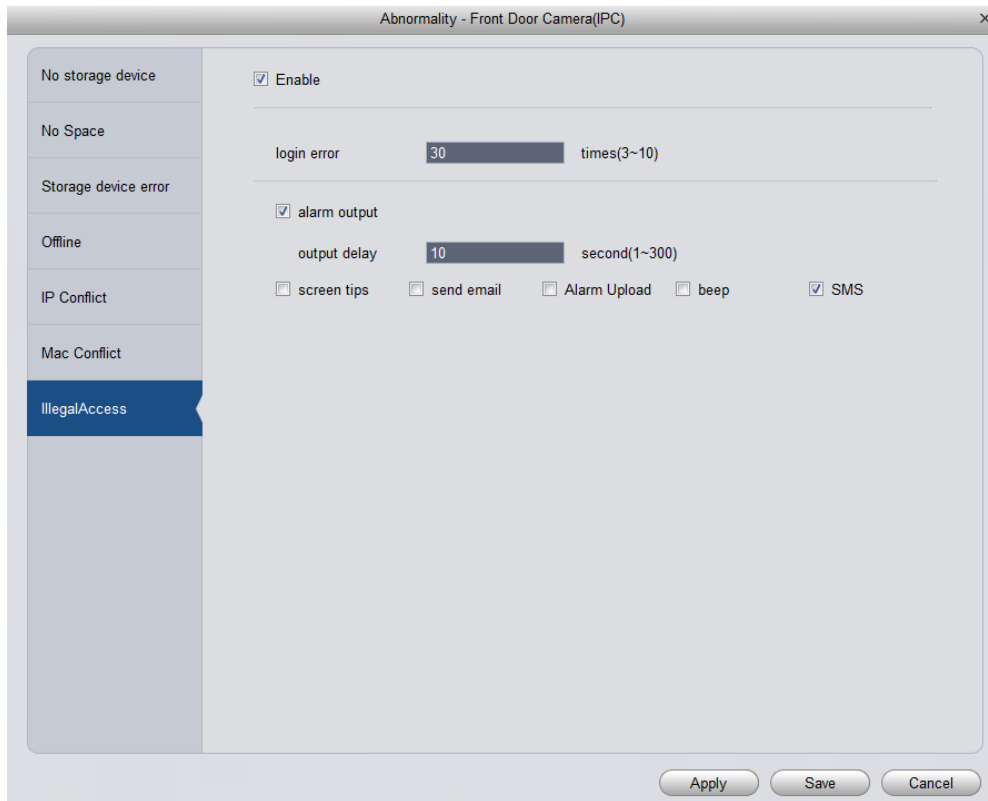 Abnormality - Front Door Camera(IPC)
No storage device
No Space
Storage device error
Offline
IP Conflict
Mac Conflict
IllegalAccess
Enable
login error 30 times(3~10)
alarm output
output delay 10 second(1~300)
screen tips send email Alarm Upload beep SMS
Apply Save Cancel